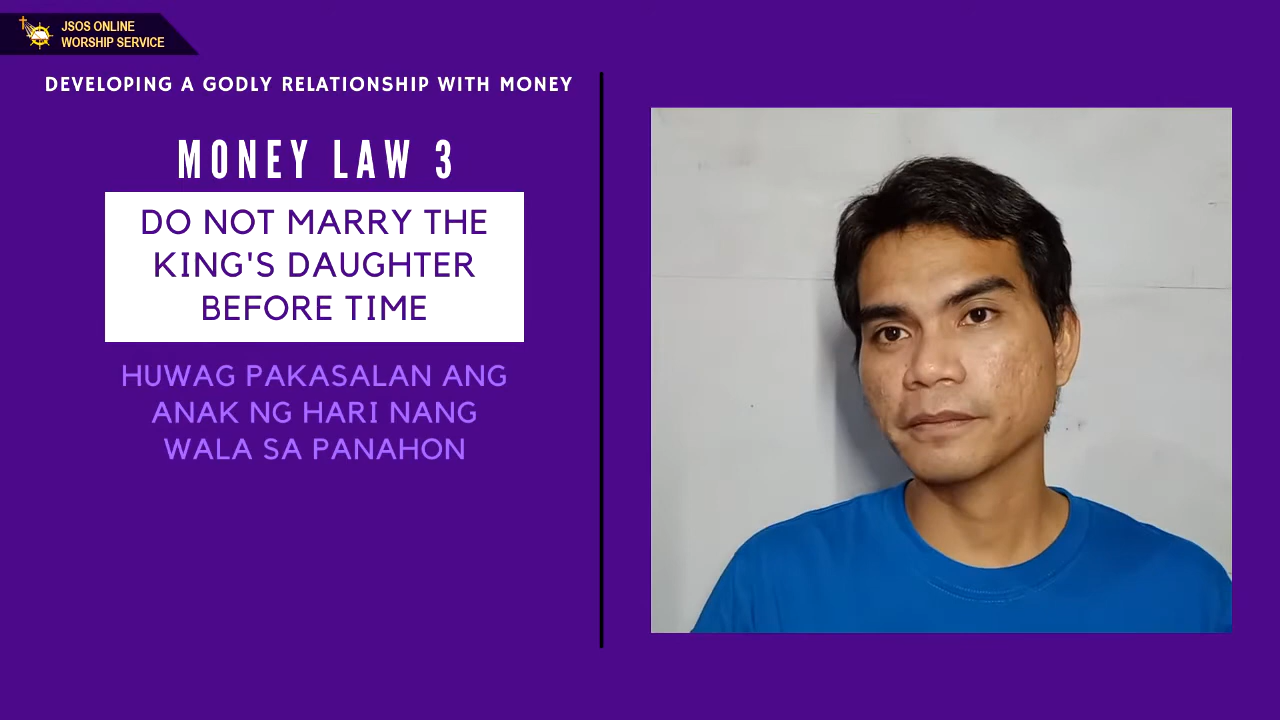 JSOS ONLINE
WORSHIP SERVICE
DEVELOPING A GODLY RELATIONSHIP WITH MONEY
MONEY LAW 3
DO NOT MARRY THE
KING'S DAUGHTER
BEFORE TIME
HUWAG PAKASALAN ANG
ANAK NG HARI NANG
WALA SA PANAHON